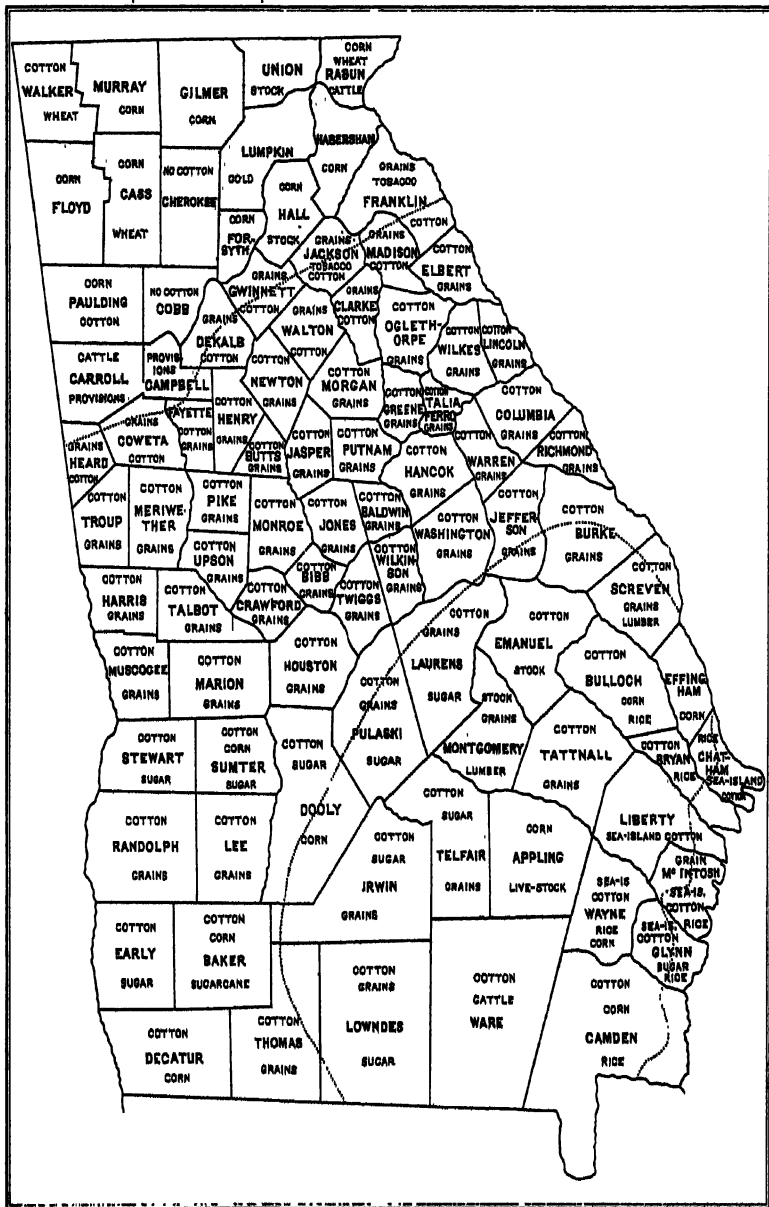 COTTON
WALKER
WHEAT
MURRAY
CORN
GILMER
CORN
UNION
STOCK
CORN
WHEAT
RABUN
CATTLE
CORN
FLOYD
CORN
CASS
WHEAT
NO COTTON
CHEROKEE
LUMPKIN
GOLD
HABERSHAM
CORN
GRAINS
TOBACCO
FRANKLIN
COTTON
CORN
HALL
STOCK
CORN
FOR-
SYTH
GRAINS
JACKSON
TOBACCO
COTTON
GRAINS
MADISON
COTTON
COTTON
ELBERT
GRAINS
CORN
PAULDING
COTTON
NO COTTON
COBB
GRAINS
GWINNETT
COTTON
GRAINS
DEKALB
COTTON
GRAINS
WALTON
COTTON
GRAINS
CLARKE
COTTON
COTTON
OGLETH-
ORPE
GRAINS
COTTON
WILKES
GRAINS
COTTON
LINCOLN
GRAINS
CATTLE
CARROLL
PROVISIONS
PROVIS-
IONS
CAMPBELL
COTTON
NEWTON
GRAINS
COTTON
MORGAN
GRAINS
COTTON
GREENE
GRAINS
COTTON
TALIA
FERRO
GRAINS
COTTON
COLUMBIA
GRAINS
COTTON
RICHMOND
GRAINS
GRAINS
COWETA
COTTON
FAYETTE
COTTON
GRAINS
COTTON
HENRY
GRAINS
COTTON
BUTTS
GRAINS
COTTON
JASPER
GRAINS
COTTON
PUTNAM
GRAINS
COTTON
HANCOK
GRAINS
COTTON
WARREN
GRAINS
GRAINS
HEARD
COTTON
COTTON
TROUP
GRAINS
COTTON
MERIWE-
THER
GRAINS
COTTON
PIKE
GRAINS
COTTON
UPSON
GRAINS
COTTON
MONROE
GRAINS
COTTON
JONES
GRAINS
COTTON
BALDWIN
GRAINS
COTTON
WASHINGTON
GRAINS
COTTON
JEFFER-
SON
GRAINS
COTTON
BURKE
GRAINS
COTTON
SCREVEN
GRAINS
LUMBER
COTTON
HARRIS
GRAINS
COTTON
TALBOT
GRAINS
COTTON
CRAWFORD
GRAINS
COTTON
BIBB
GRAINS
COTTON
TWIGGS
GRAINS
COTTON
WILKIN-
SON
GRAINS
COTTON
MUSCOGEE
GRAINS
COTTON
MARION
GRAINS
COTTON
HOUSTON
GRAINS
COTTON
GRAINS
PULASKI
SUGAR
COTTON
GRAINS
LAURENS
SUGAR
COTTON
EMANUEL
STOCK
COTTON
BULLOCH
CORN
RICE
EFFING
HAM
CORN
COTTON
STEWART
SUGAR
COTTON
CORN
SUMTER
SUGAR
COTTON
SUGAR
DOOLY
CORN
STOCK
GRAINS
MONTGOMERY
LUMBER
COTTON
TATTNALL
GRAINS
COTTON
BRYAN
RICE
RICE
CHAT-
HAM
SEA-ISLAND
COTTON
COTTON
RANDOLPH
GRAINS
COTTON
LEE
GRAINS
COTTON
SUGAR
IRWIN
GRAINS
COTTON
SUGAR
TELFAIR
GRAINS
CORN
APPLING
LIVE-STOCK
LIBERTY
SEA-ISLAND COTTON
GRAIN
Mc INTOSH
SEA-IS.
COTTON
RICE
SEA-IS
COTTON
WAYNE
RICE
CORN
SEA-IS.
COTTON
GLYNN
SUGAR
RICE
COTTON
EARLY
SUGAR
COTTON
CORN
BAKER
SUGARCANE
COTTON
DECATUR
CORN
COTTON
THOMAS
GRAINS
COTTON
GRAINS
LOWNDES
SUGAR
COTTON
CATTLE
WARE
COTTON
CORN
CAMDEN
RICE